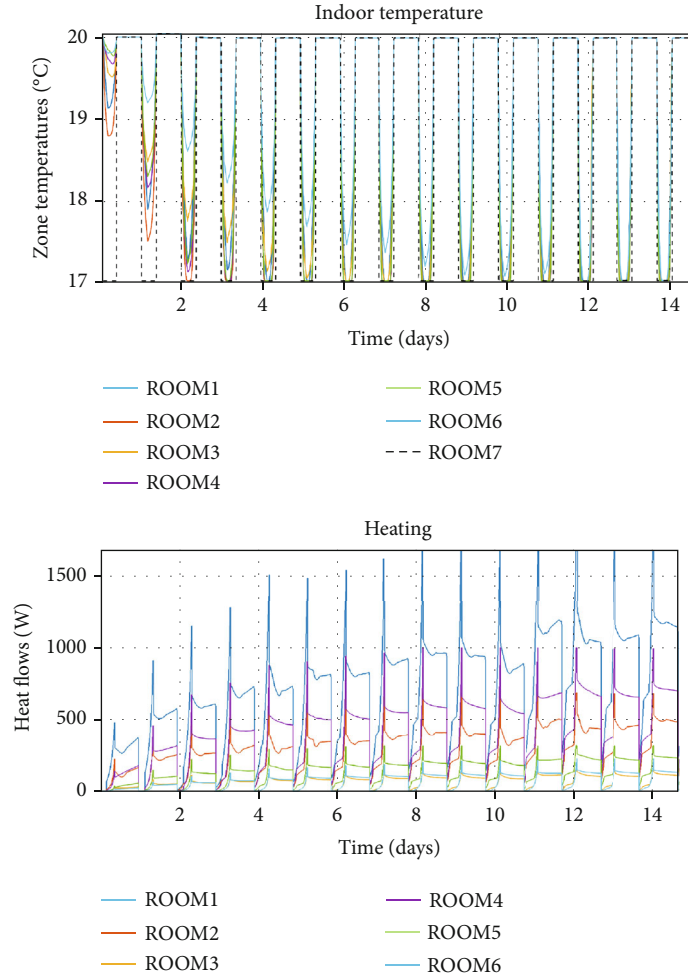 Indoor temperature
Zone temperatures (°C)
20
19
18
17
2 4 6 8 10 12 14
Time (days)
ROOM1 ROOM5
ROOM2 ROOM6
ROOM3 ROOM7
ROOM4
Heating
Heat flows (W)
1500
1000
500
0
2 4 6 8 10 12 14
Time (days)
ROOM1 ROOM4
ROOM2 ROOM5
ROOM3 ROOM6